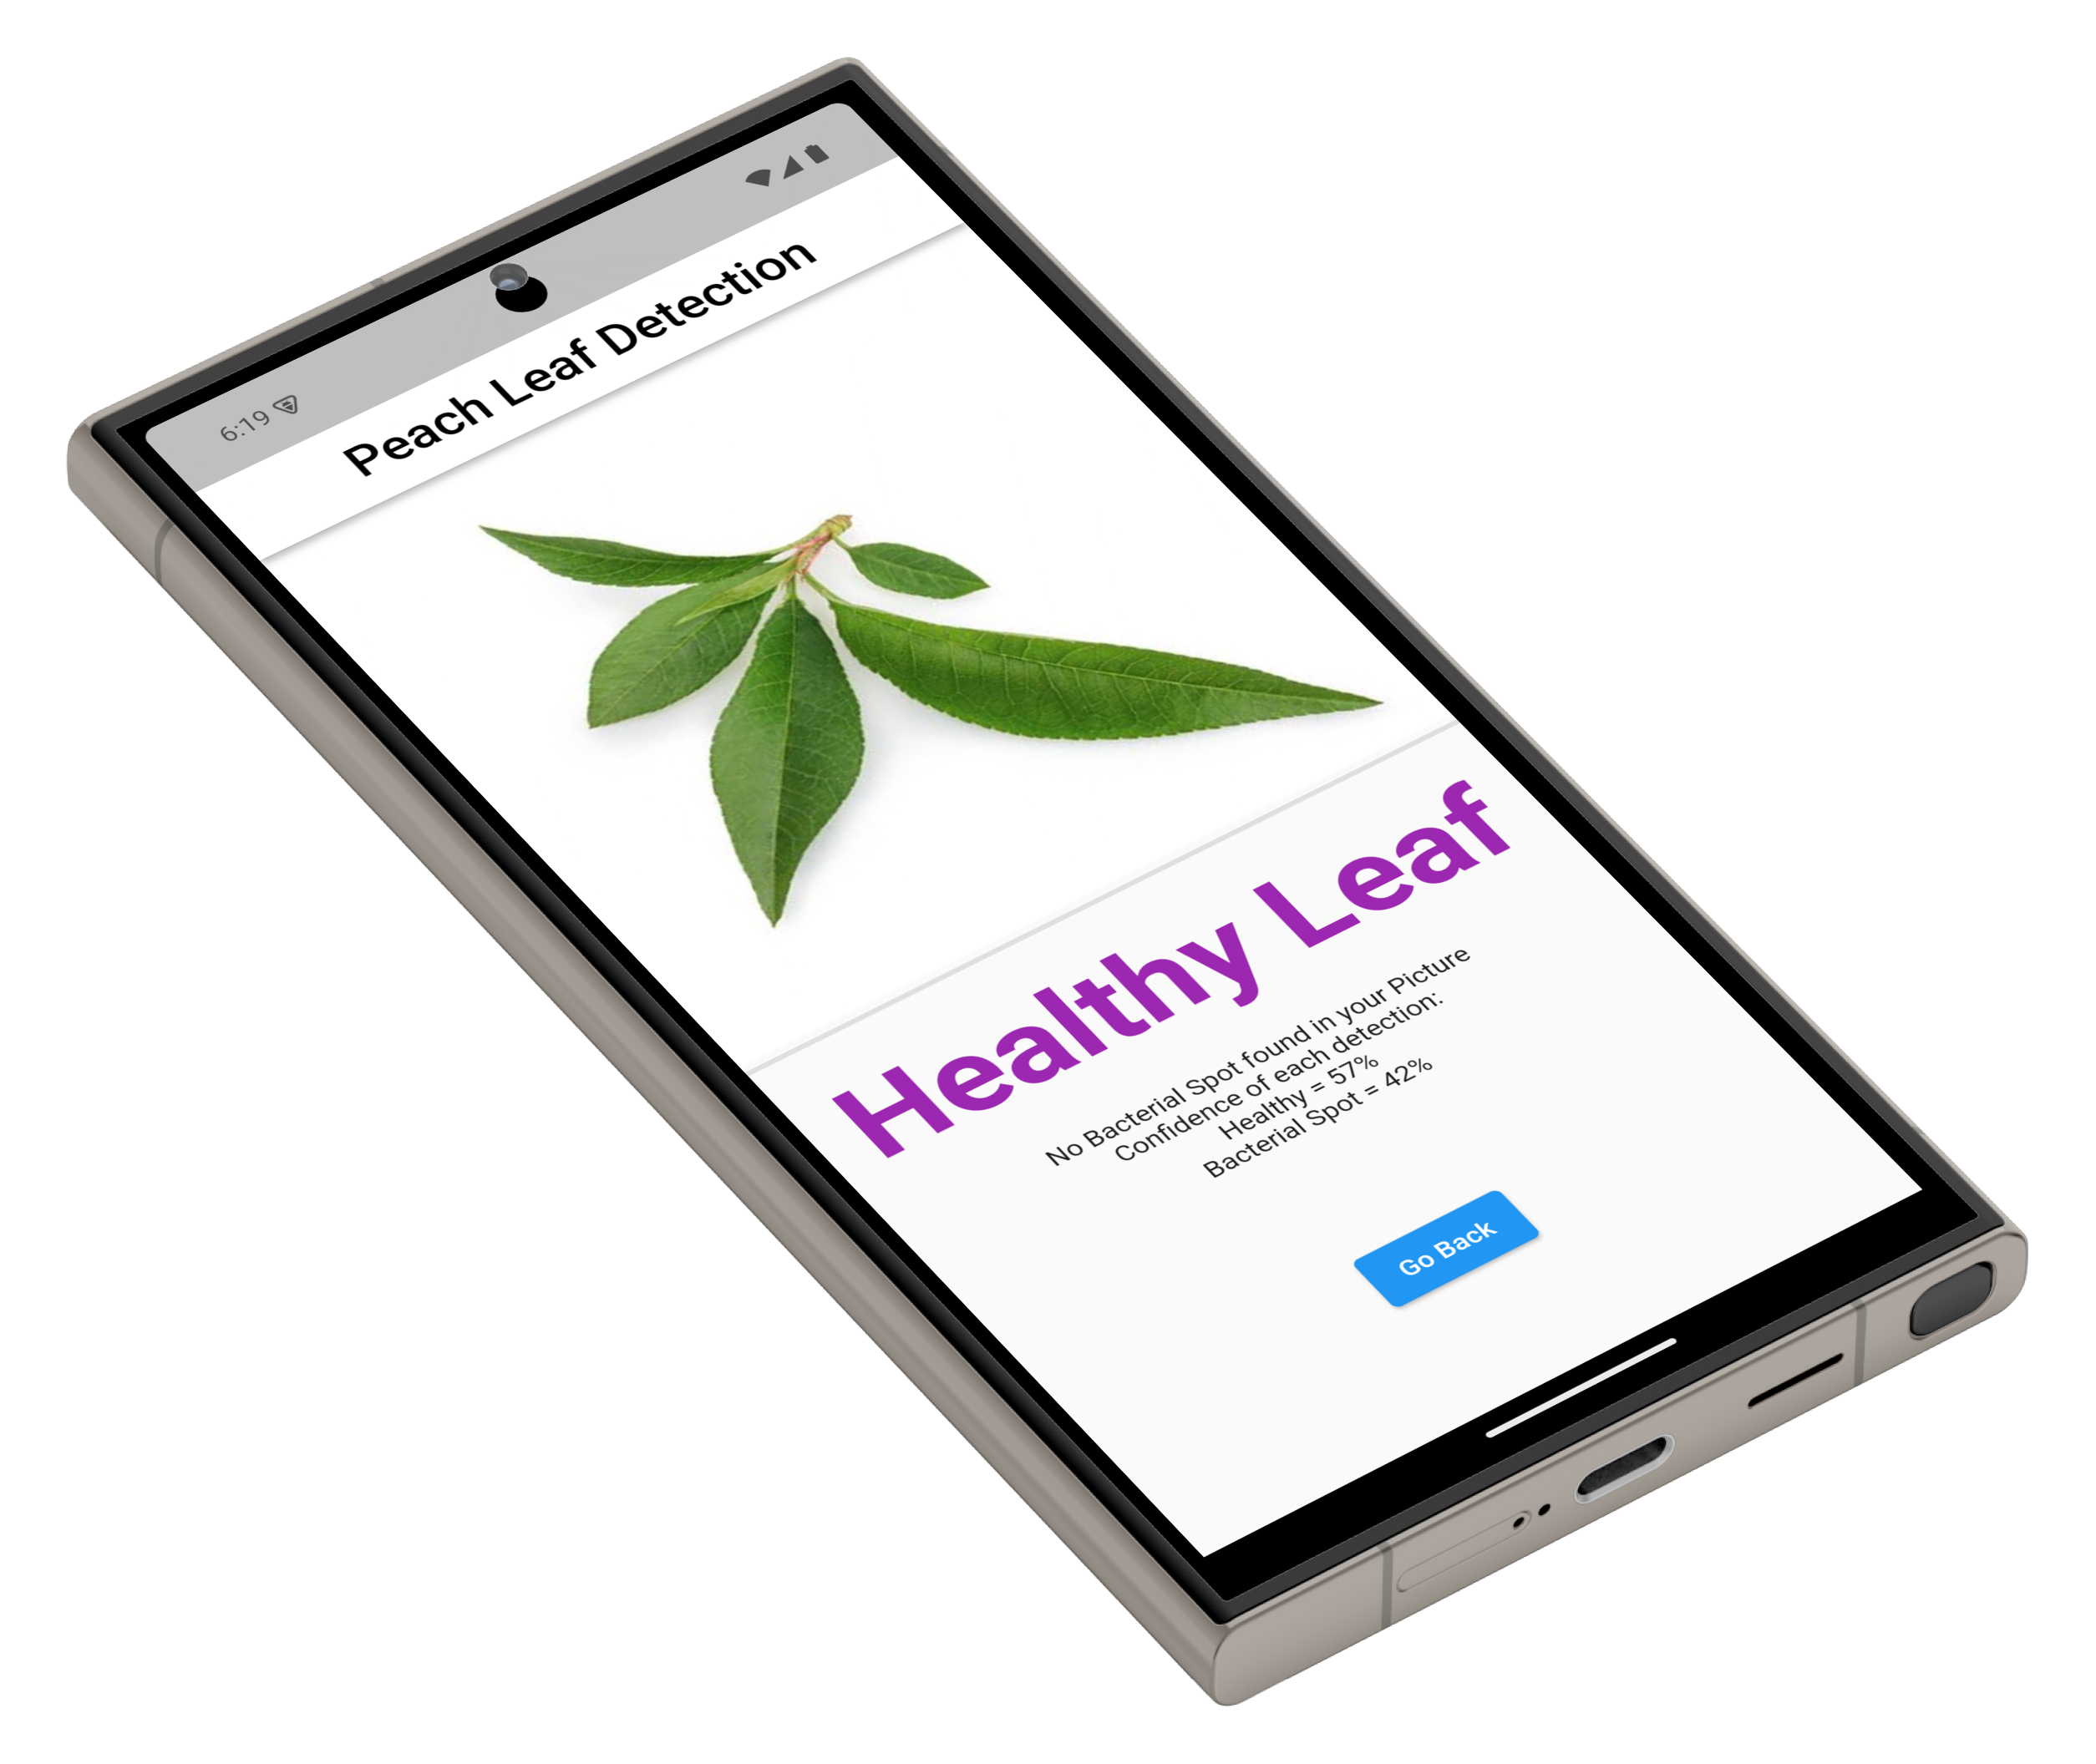 6:19
Peach Leaf Detection
Healthy Leaf
No Bacterial Spot found in your Picture
Confidence of each detection:
Healthy = 57%
Bacterial Spot = 42%
Go Back